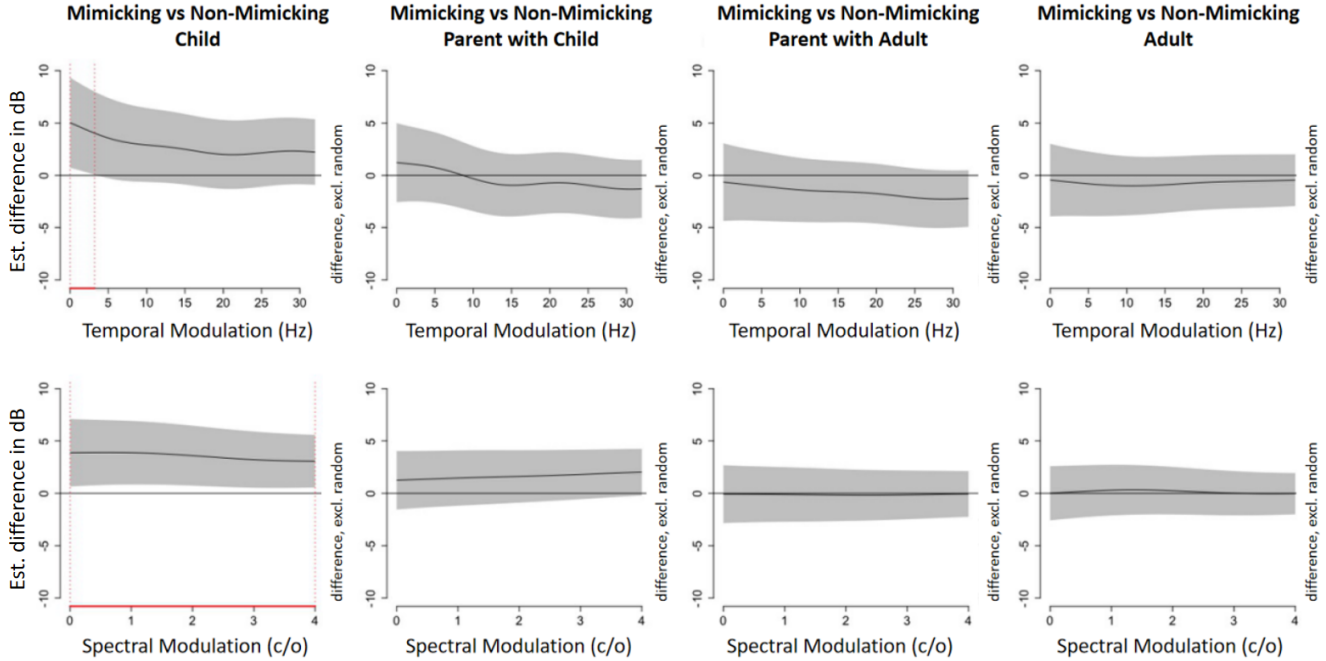 Mimicking vs Non-Mimicking
Child
Mimicking vs Non-Mimicking
Parent with Child
Mimicking vs Non-Mimicking
Parent with Adult
Mimicking vs Non-Mimicking
Adult
Est. difference in dB
10
5
0
-5
-10
0 5 10 15 20 25 30
Temporal Modulation (Hz)
difference, excl. random
10
5
0
-5
-10
0 5 10 15 20 25 30
Temporal Modulation (Hz)
difference, excl. random
10
5
0
-5
-10
0 5 10 15 20 25 30
Temporal Modulation (Hz)
difference, excl. random
10
5
0
-5
-10
0 5 10 15 20 25 30
Temporal Modulation (Hz)
difference, excl. random
Est. difference in dB
10
5
0
-5
-10
0 1 2 3 4
Spectral Modulation (c/o)
difference, excl. random
10
5
0
-5
-10
0 1 2 3 4
Spectral Modulation (c/o)
difference, excl. random
10
5
0
-5
-10
0 1 2 3 4
Spectral Modulation (c/o)
difference, excl. random
10
5
0
-5
-10
0 1 2 3 4
Spectral Modulation (c/o)
difference, excl. random